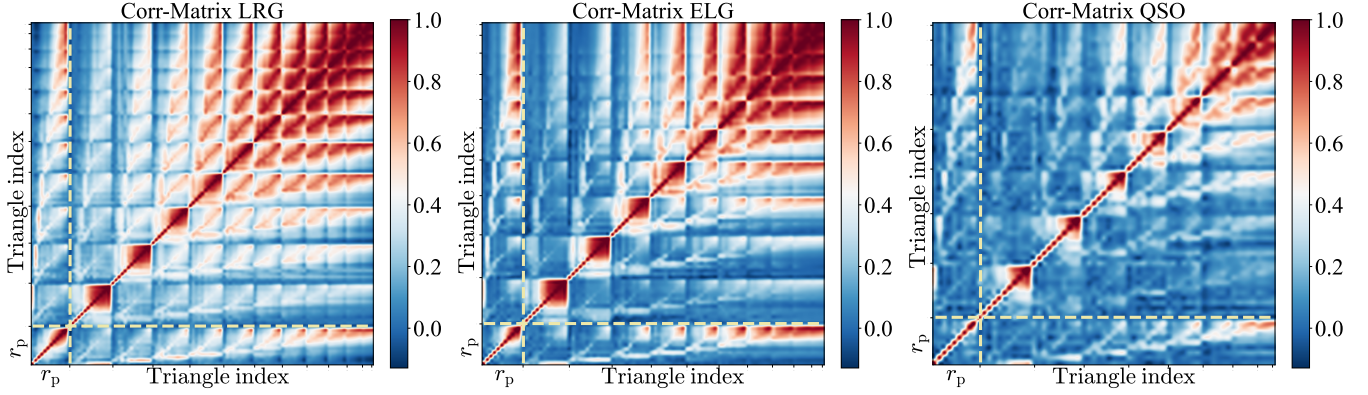 Corr-Matrix LRG
Triangle index
r_p
r_p
Triangle index
1.0
0.8
0.6
0.4
0.2
0.0
Corr-Matrix ELG
Triangle index
r_p
r_p
Triangle index
1.0
0.8
0.6
0.4
0.2
0.0
Corr-Matrix QSO
Triangle index
r_p
r_p
Triangle index
1.0
0.8
0.6
0.4
0.2
0.0